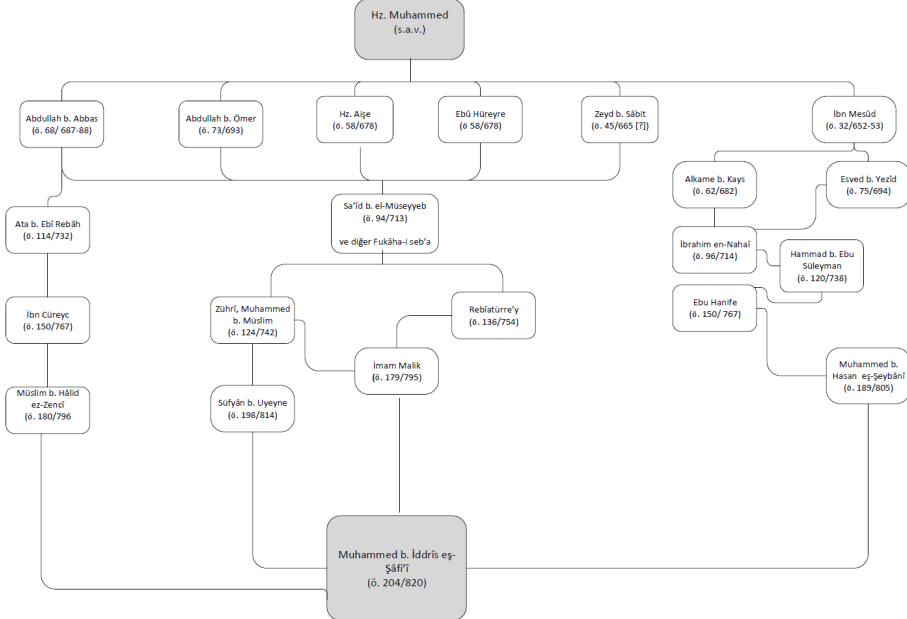 Hz. Muhammed
(s.a.v.)
Abdullah b. Abbas
(ö. 68/ 687-88)
Abdullah b. Ömer
(ö. 73/693)
Hz. Aişe
(ö. 58/678)
Ebû Hüreyre
(ö 58/678)
Zeyd b. Sâbit
(ö. 45/665 [?])
İbn Mesûd
(ö. 32/652-53)
Alkame b. Kays
(ö. 62/682)
Esved b. Yezîd
(ö. 75/694)
Ata b. Ebî Rebâh
(ö. 114/732)
Sa'îd b. el-Müseyyeb
(ö. 94/713)
ve diğer Fukâha-i seb'a
İbrahim en-Nahaî
(ö. 96/714)
Hammad b. Ebu
Süleyman
(ö. 120/738)
İbn Cüreyc
(ö. 150/767)
Zührî, Muhammed
b. Müslim
(ö. 124/742)
Rebîatürre'y
(ö. 136/754)
Ebu Hanife
(ö. 150/ 767)
İmam Malik
(ö. 179/795)
Muhammed b.
Hasan eş-Şeybânî
(ö. 189/805)
Müslim b. Hâlid
ez-Zencî
(ö. 180/796
Süfyân b. Uyeyne
(ö. 198/814)
Muhammed b. İddrîs eş-
Şâfi'î
(ö. 204/820)